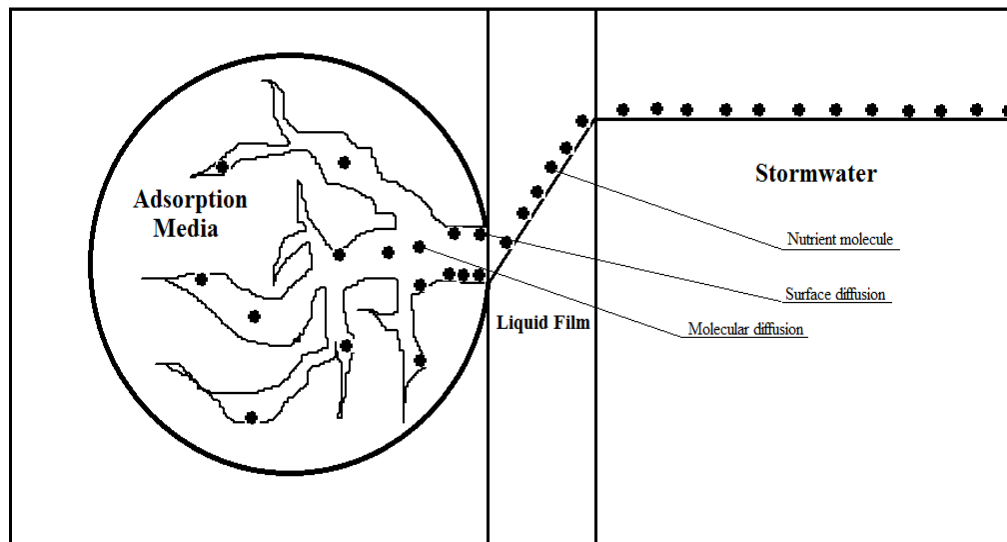 Adsorption
Media
Stormwater
Nutrient molecule
Surface diffusion
Liquid Film
Molecular diffusion